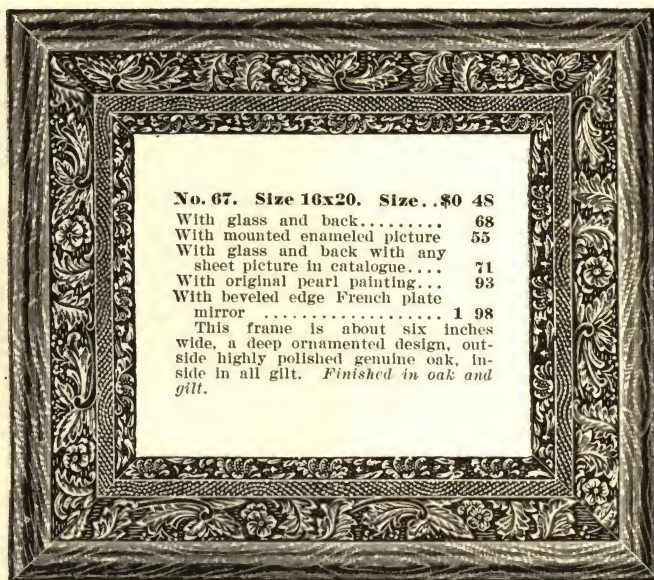 No. 67. Size 16x20. Size..$0 48
With glass and back......... 68
With mounted enameled picture 55
With glass and back with any
sheet picture in catalogue.... 71
With original pearl painting... 93
With beveled edge French plate
mirror .................... 1 98
This frame is about six inches
wide, a deep ornamented design, out-
side highly polished genuine oak, in-
side in all gilt. Finished in oak and
gilt.